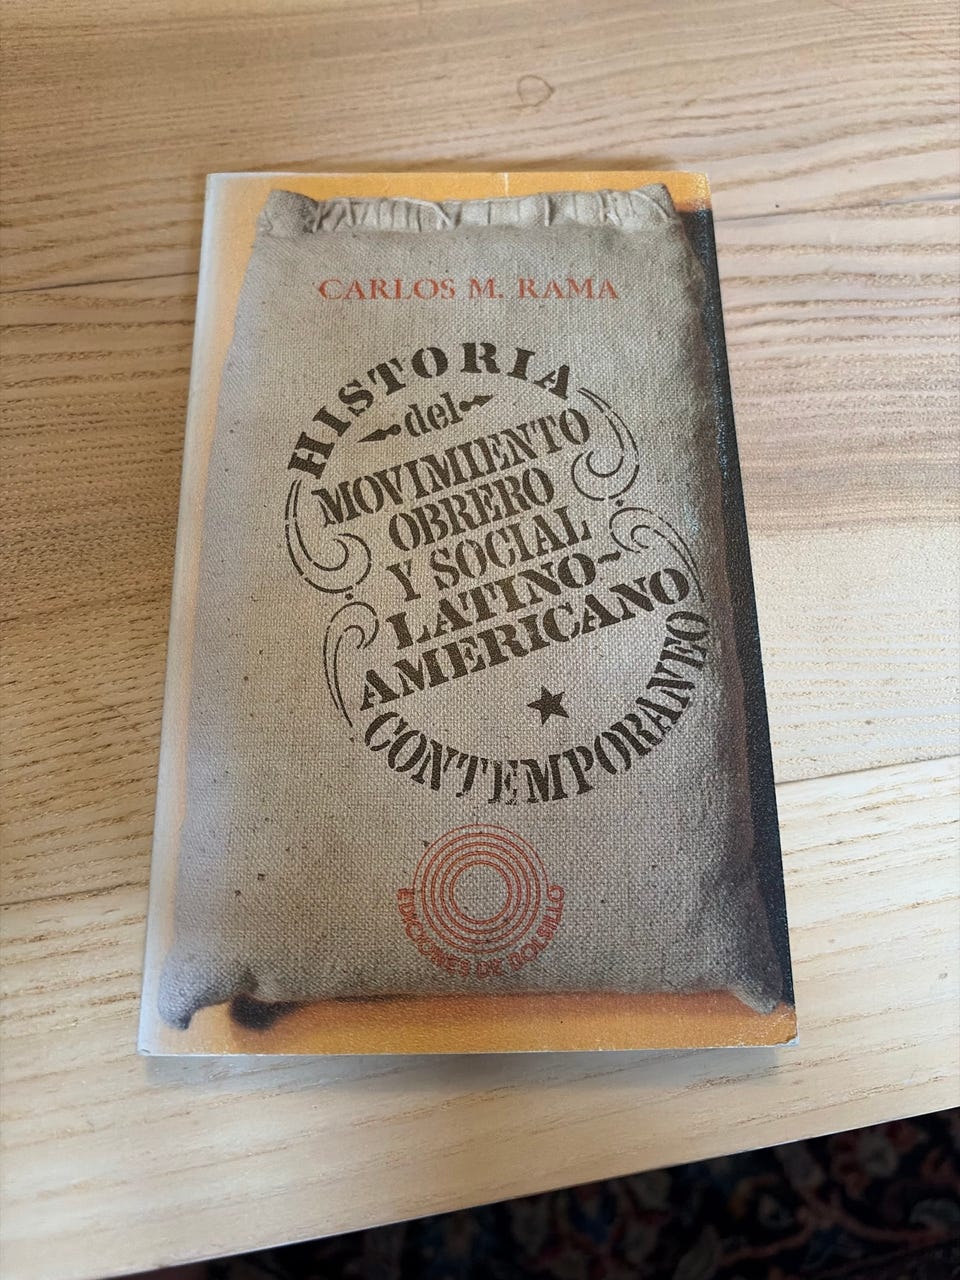 CARLOS M. RAMA
HISTORIA
del
MOVIMIENTO
OBRERO
Y SOCIAL
LATINO-
AMERICANO
CONTEMPORANEO
EDICIONES DE BOLSILLO